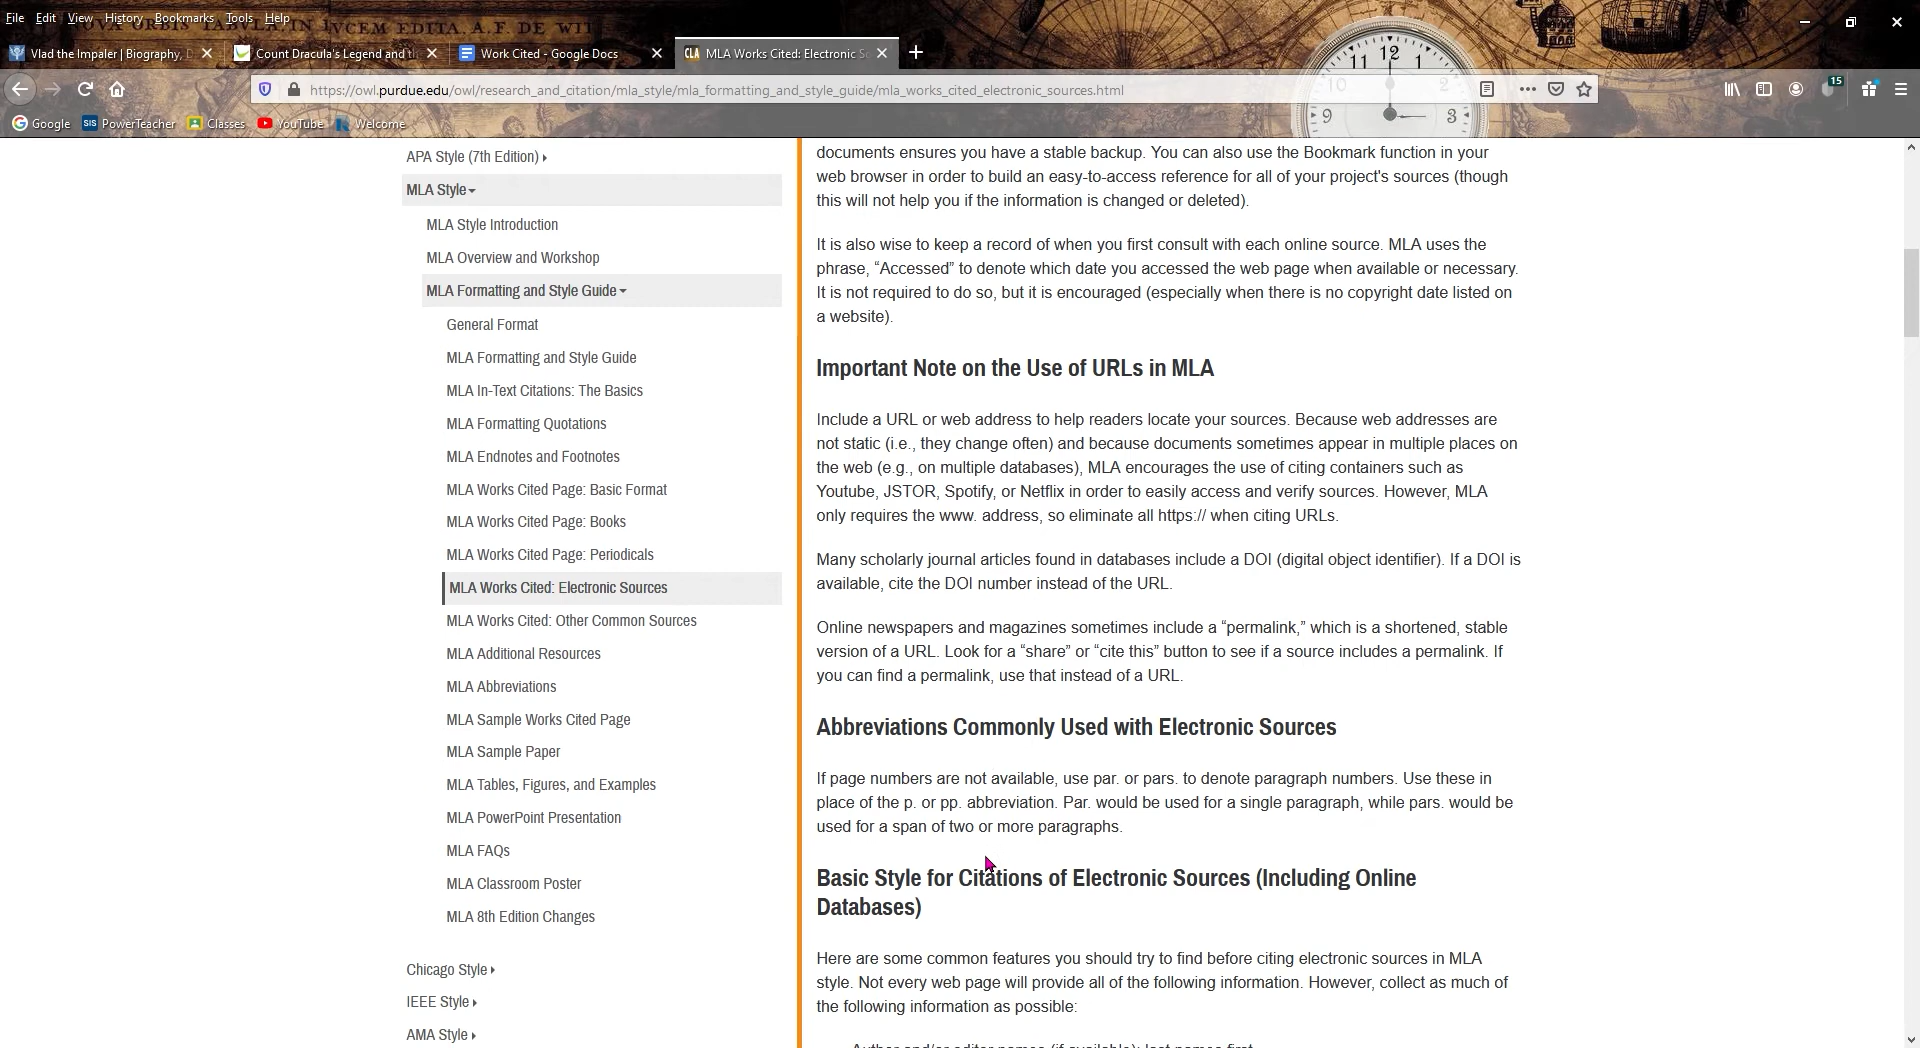 File Edit View History Bookmarks Tools Help
Vlad the Impaler | Biography,
Count Dracula's Legend and
Work Cited - Google Docs
MLA Works Cited: Electronic
https://owl.purdue.edu/owl/research_and_citation/mla_style/mla_formatting_and_style_guide/mla_works_cited_electronic_sources.html
15
Google PowerTeacher Classes YouTube Welcome
11 12 1
10 2
9 3
APA Style (7th Edition)
MLA Style
MLA Style Introduction
MLA Overview and Workshop
MLA Formatting and Style Guide
General Format
MLA Formatting and Style Guide
MLA In-Text Citations: The Basics
MLA Formatting Quotations
MLA Endnotes and Footnotes
MLA Works Cited Page: Basic Format
MLA Works Cited Page: Books
MLA Works Cited Page: Periodicals
MLA Works Cited: Electronic Sources
MLA Works Cited: Other Common Sources
MLA Additional Resources
MLA Abbreviations
MLA Sample Works Cited Page
MLA Sample Paper
MLA Tables, Figures, and Examples
MLA PowerPoint Presentation
MLA FAQs
MLA Classroom Poster
MLA 8th Edition Changes
Chicago Style
IEEE Style
AMA Style
documents ensures you have a stable backup. You can also use the Bookmark function in your
web browser in order to build an easy-to-access reference for all of your project's sources (though
this will not help you if the information is changed or deleted).
It is also wise to keep a record of when you first consult with each online source. MLA uses the
phrase, “Accessed” to denote which date you accessed the web page when available or necessary.
It is not required to do so, but it is encouraged (especially when there is no copyright date listed on
a website).
Important Note on the Use of URLs in MLA
Include a URL or web address to help readers locate your sources. Because web addresses are
not static (i.e., they change often) and because documents sometimes appear in multiple places on
the web (e.g., on multiple databases), MLA encourages the use of citing containers such as
Youtube, JSTOR, Spotify, or Netflix in order to easily access and verify sources. However, MLA
only requires the www. address, so eliminate all https:// when citing URLs.
Many scholarly journal articles found in databases include a DOI (digital object identifier). If a DOI is
available, cite the DOI number instead of the URL.
Online newspapers and magazines sometimes include a “permalink,” which is a shortened, stable
version of a URL. Look for a “share” or “cite this” button to see if a source includes a permalink. If
you can find a permalink, use that instead of a URL.
Abbreviations Commonly Used with Electronic Sources
If page numbers are not available, use par. or pars. to denote paragraph numbers. Use these in
place of the p. or pp. abbreviation. Par. would be used for a single paragraph, while pars. would be
used for a span of two or more paragraphs.
Basic Style for Citations of Electronic Sources (Including Online
Databases)
Here are some common features you should try to find before citing electronic sources in MLA
style. Not every web page will provide all of the following information. However, collect as much of
the following information as possible:
Author and/or editor names (if available); last names first